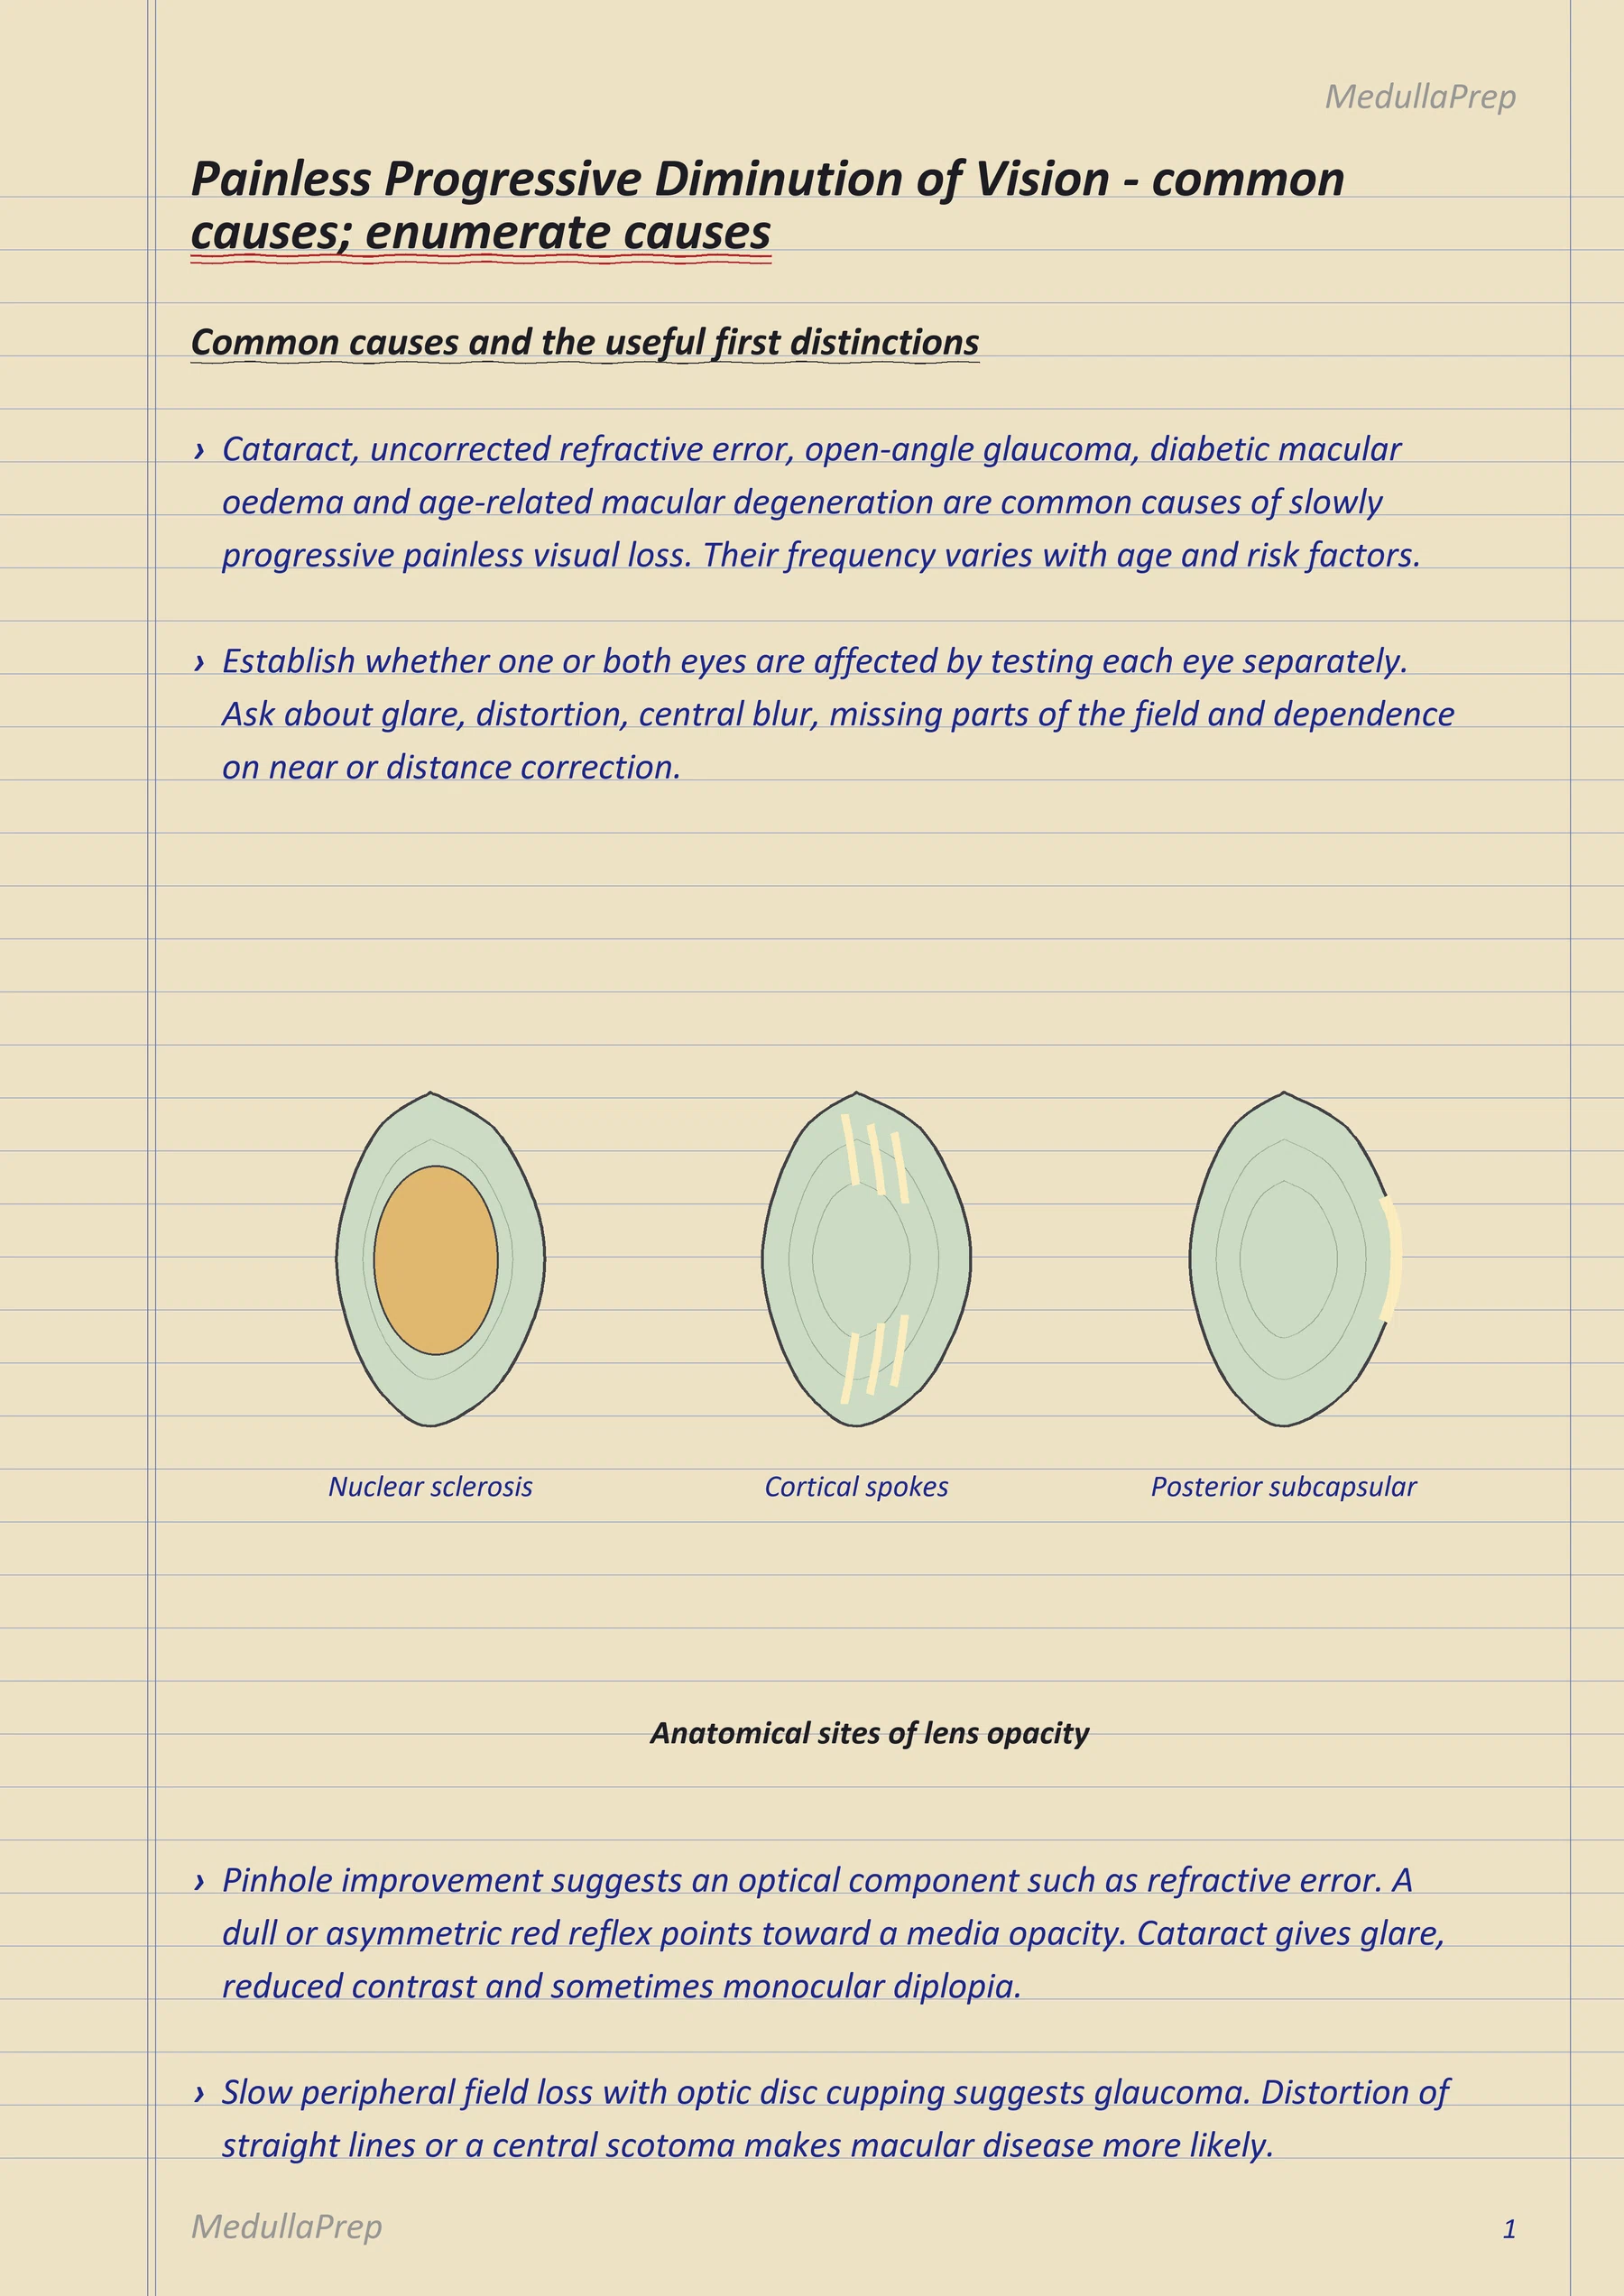 MedullaPrep
Painless Progressive Diminution of Vision - common
causes; enumerate causes
Common causes and the useful first distinctions
› Cataract, uncorrected refractive error, open-angle glaucoma, diabetic macular
oedema and age-related macular degeneration are common causes of slowly
progressive painless visual loss. Their frequency varies with age and risk factors.
› Establish whether one or both eyes are affected by testing each eye separately.
Ask about glare, distortion, central blur, missing parts of the field and dependence
on near or distance correction.
Nuclear sclerosis
Cortical spokes
Posterior subcapsular
Anatomical sites of lens opacity
› Pinhole improvement suggests an optical component such as refractive error. A
dull or asymmetric red reflex points toward a media opacity. Cataract gives glare,
reduced contrast and sometimes monocular diplopia.
› Slow peripheral field loss with optic disc cupping suggests glaucoma. Distortion of
straight lines or a central scotoma makes macular disease more likely.
MedullaPrep
1